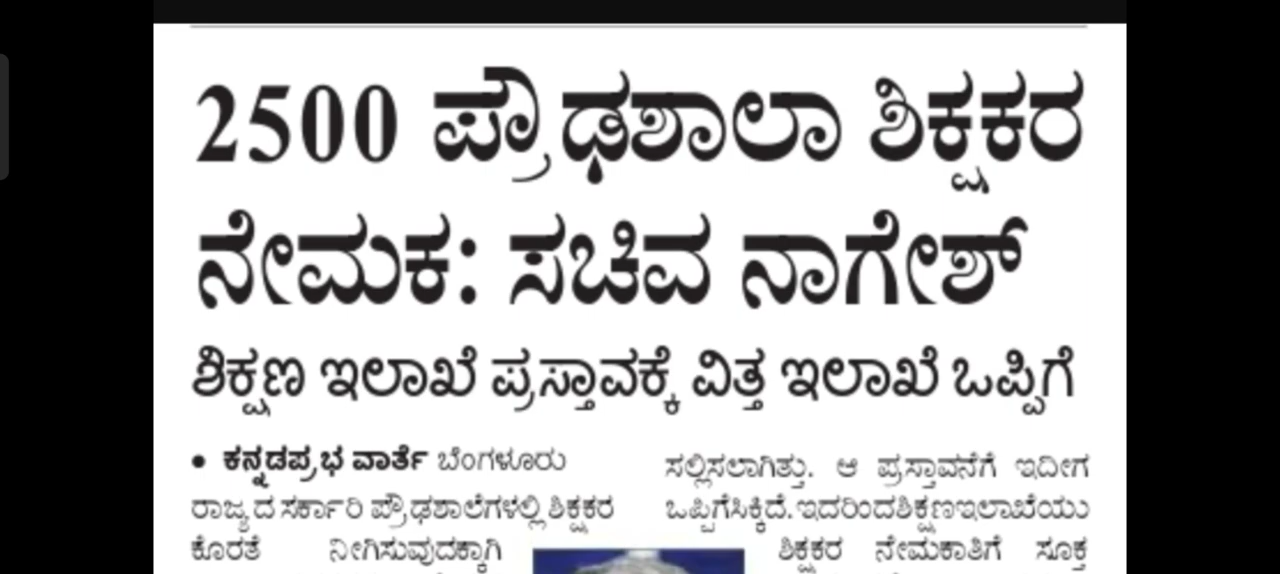 2500 ಪ್ರೌಢಶಾಲಾ ಶಿಕ್ಷಕರ
ನೇಮಕ: ಸಚಿವ ನಾಗೇಶ್
ಶಿಕ್ಷಣ ಇಲಾಖೆ ಪ್ರಸ್ತಾವಕ್ಕೆ ವಿತ್ತ ಇಲಾಖೆ ಒಪ್ಪಿಗೆ
• ಕನ್ನಡಪ್ರಭ ವಾರ್ತೆ ಬೆಂಗಳೂರು
ರಾಜ್ಯದ ಸರ್ಕಾರಿ ಪ್ರೌಢಶಾಲೆಗಳಲ್ಲಿ ಶಿಕ್ಷಕರ
ಕೊರತೆ ನೀಗಿಸುವುದಕ್ಕಾಗಿ
ಸಲ್ಲಿಸಲಾಗಿತ್ತು. ಆ ಪ್ರಸ್ತಾವನೆಗೆ ಇದೀಗ
ಒಪ್ಪಿಗೆಸಿಕ್ಕಿದೆ.ಇದರಿಂದಶಿಕ್ಷಣಇಲಾಖೆಯು
ಶಿಕ್ಷಕರ ನೇಮಕಾತಿಗೆ ಸೂಕ್ತ